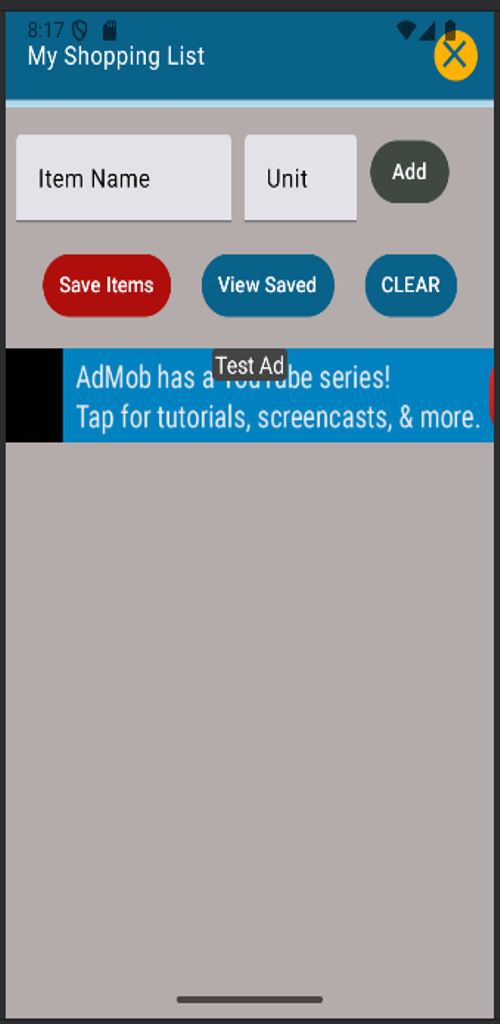 8:17
My Shopping List
Item Name
Unit
Add
Save Items
View Saved
CLEAR
Test Ad
AdMob has a YouTube series!
Tap for tutorials, screencasts, & more.